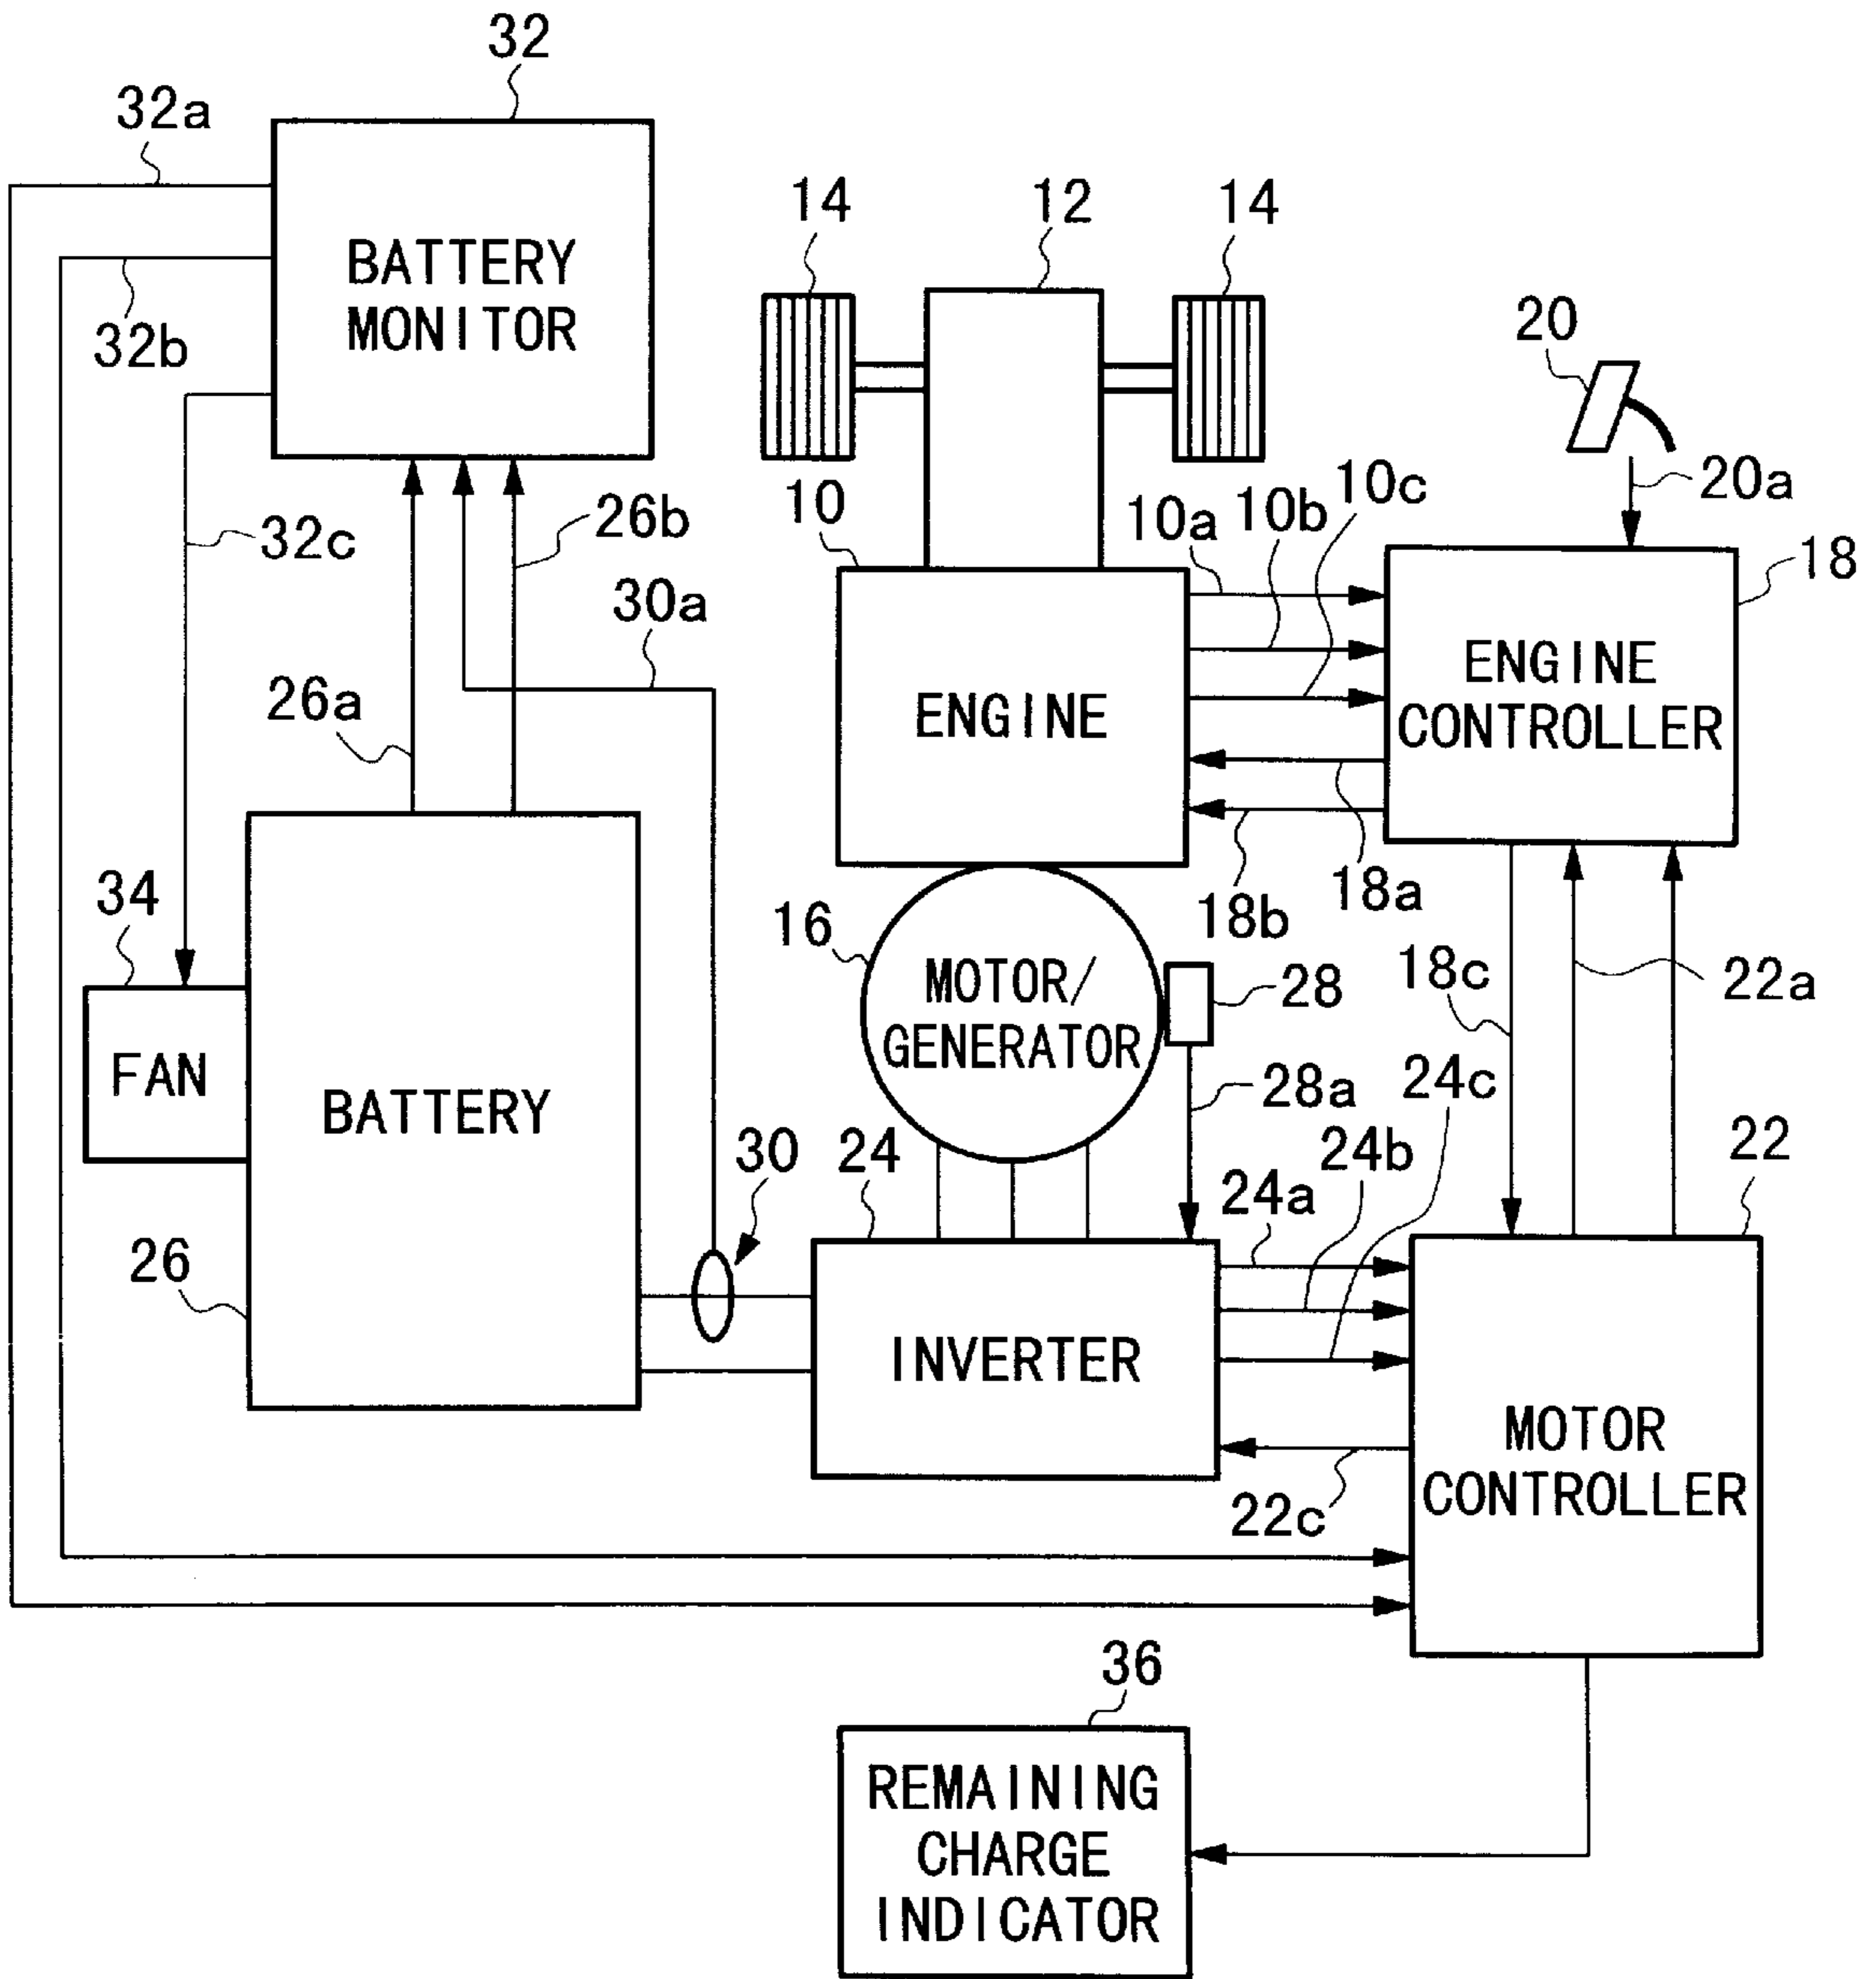 32
32a
14
12
14
BATTERY
MONITOR
32b
20
10
10a
10b
10c
20a
32c
26b
18
30a
26a
ENGINE
ENGINE
CONTROLLER
34
16
18b
18a
18c
22a
MOTOR/
GENERATOR
28
FAN
BATTERY
28a
24c
30
24
24b
22
24a
26
INVERTER
MOTOR
CONTROLLER
22c
36
REMAINING
CHARGE
INDICATOR